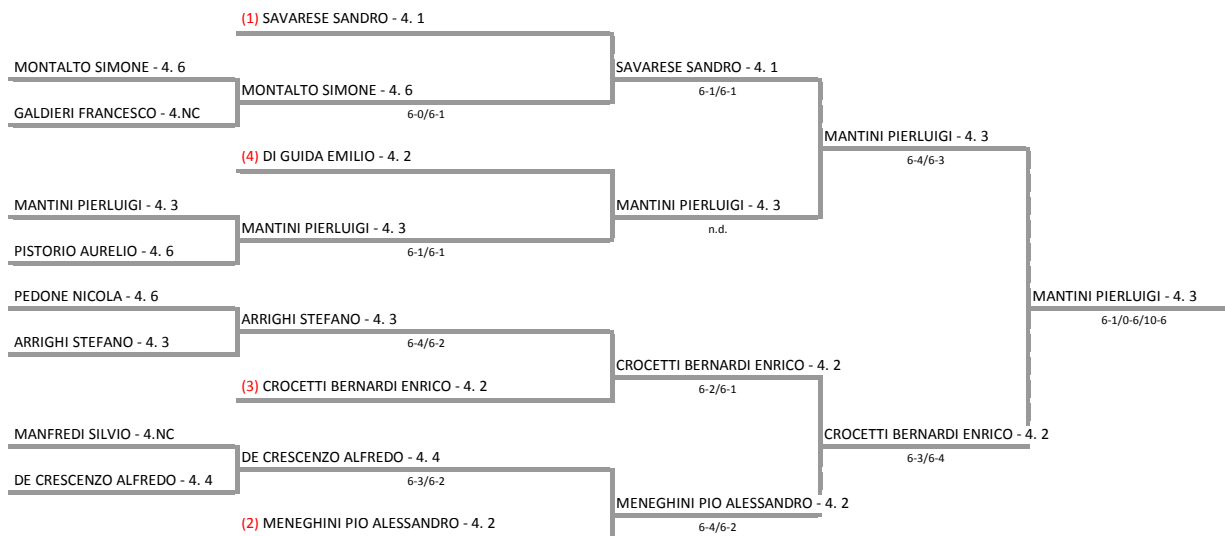 (1) SAVARESE SANDRO - 4. 1
MONTALTO SIMONE - 4. 6
SAVARESE SANDRO - 4. 1
MONTALTO SIMONE - 4. 6
6-1/6-1
GALDIERI FRANCESCO - 4.NC
6-0/6-1
MANTINI PIERLUIGI - 4. 3
(4) DI GUIDA EMILIO - 4. 2
6-4/6-3
MANTINI PIERLUIGI - 4. 3
MANTINI PIERLUIGI - 4. 3
MANTINI PIERLUIGI - 4. 3
n.d.
PISTORIO AURELIO - 4. 6
6-1/6-1
PEDONE NICOLA - 4. 6
MANTINI PIERLUIGI - 4. 3
ARRIGHI STEFANO - 4. 3
6-1/0-6/10-6
ARRIGHI STEFANO - 4. 3
6-4/6-2
CROCETTI BERNARDI ENRICO - 4. 2
(3) CROCETTI BERNARDI ENRICO - 4. 2
6-2/6-1
MANFREDI SILVIO - 4.NC
CROCETTI BERNARDI ENRICO - 4. 2
DE CRESCENZO ALFREDO - 4. 4
6-3/6-4
DE CRESCENZO ALFREDO - 4. 4
6-3/6-2
MENEGHINI PIO ALESSANDRO - 4. 2
(2) MENEGHINI PIO ALESSANDRO - 4. 2
6-4/6-2